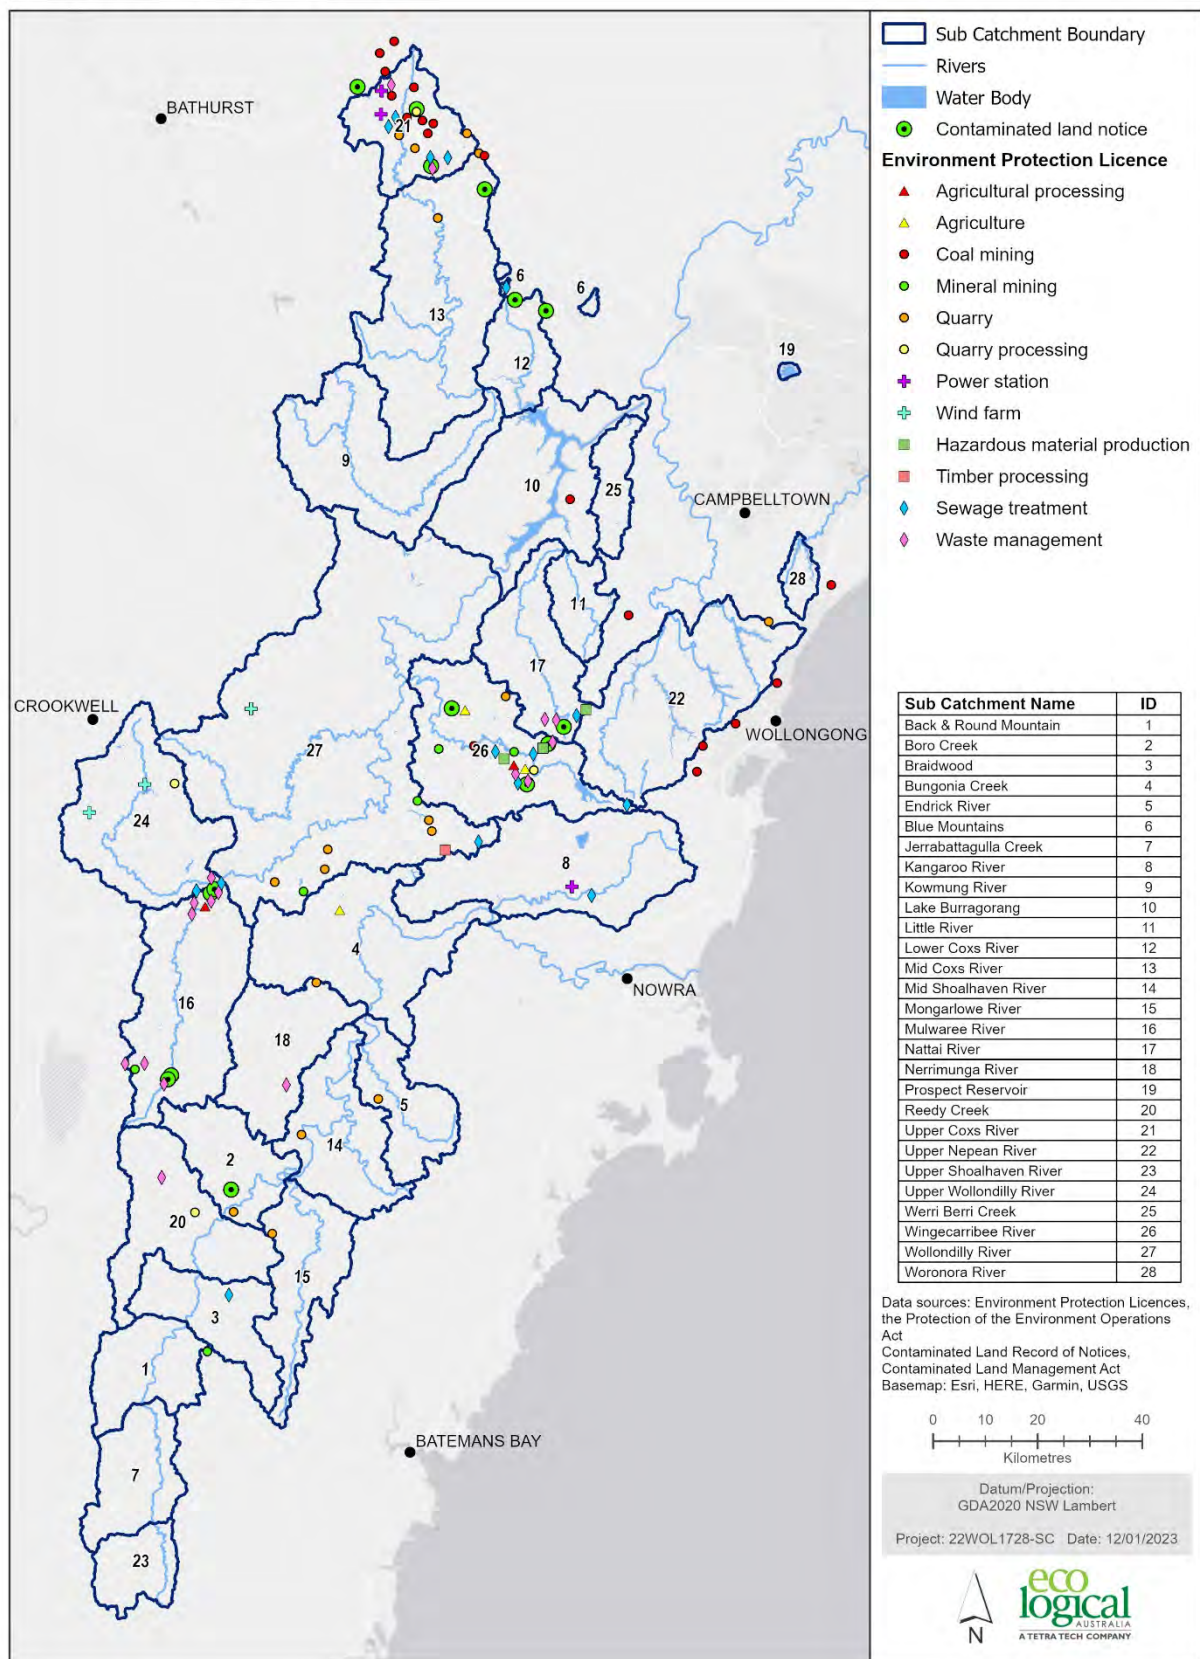 BATHURST
21
6
6
13
12
19
9
10
25
CAMPBELLTOWN
28
11
17
22
CROOKWELL
WOLLONGONG
27
26
24
8
4
NOWRA
16
18
5
14
2
20
15
3
1
BATEMANS BAY
7
23
Sub Catchment Boundary
Rivers
Water Body
Contaminated land notice
Environment Protection Licence
Agricultural processing
Agriculture
Coal mining
Mineral mining
Quarry
Quarry processing
Power station
Wind farm
Hazardous material production
Timber processing
Sewage treatment
Waste management
Sub Catchment Name ID
Back & Round Mountain 1
Boro Creek 2
Braidwood 3
Bungonia Creek 4
Endrick River 5
Blue Mountains 6
Jerrabattagulla Creek 7
Kangaroo River 8
Kowmung River 9
Lake Burragorang 10
Little River 11
Lower Coxs River 12
Mid Coxs River 13
Mid Shoalhaven River 14
Mongarlowe River 15
Mulwaree River 16
Nattai River 17
Nerrimunga River 18
Prospect Reservoir 19
Reedy Creek 20
Upper Coxs River 21
Upper Nepean River 22
Upper Shoalhaven River 23
Upper Wollondilly River 24
Werri Berri Creek 25
Wingecarribee River 26
Wollondilly River 27
Woronora River 28
Data sources: Environment Protection Licences,
the Protection of the Environment Operations
Act
Contaminated Land Record of Notices,
Contaminated Land Management Act
Basemap: Esri, HERE, Garmin, USGS
0 10 20 40
Kilometres
Datum/Projection:
GDA2020 NSW Lambert
Project: 22WOL1728-SC Date: 12/01/2023
N
eco
logical
AUSTRALIA
A TETRA TECH COMPANY